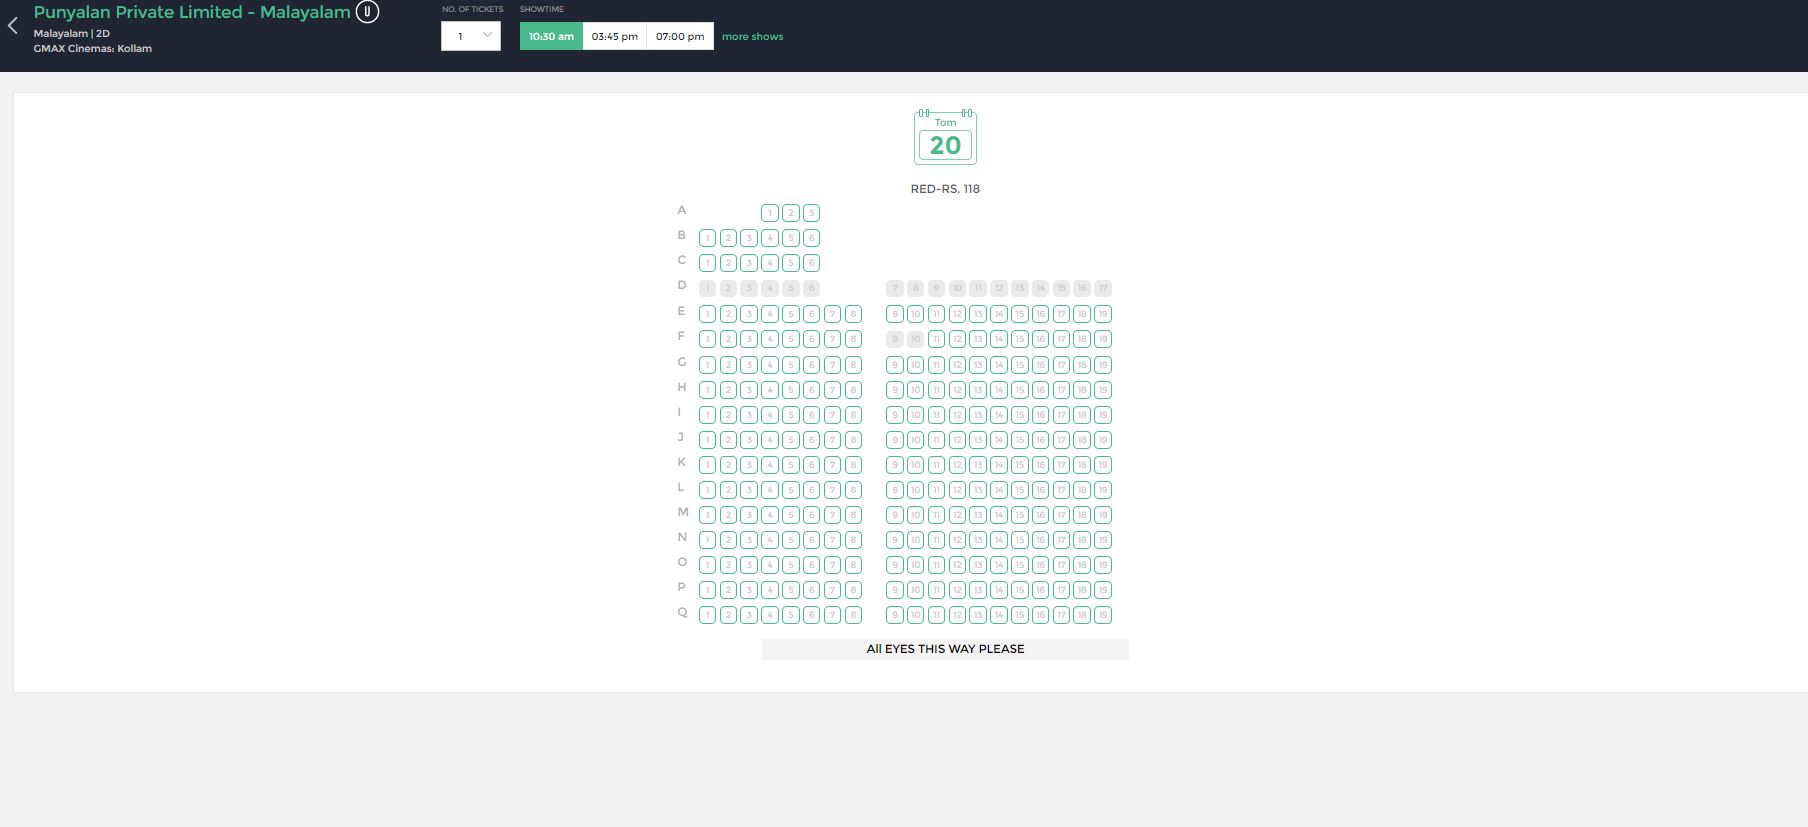 Punyalan Private Limited - Malayalam U
Malayalam | 2D
GMAX Cinemas: Kollam
NO. OF TICKETS
1
SHOWTIME
10:30 am 03:45 pm 07:00 pm more shows
Tom
20
RED-RS. 118
A 1 2 3
B 1 2 3 4 5 6
C 1 2 3 4 5 6
D 1 2 3 4 5 6 7 8 9 10 11 12 13 14 15 16 17
E 1 2 3 4 5 6 7 8 9 10 11 12 13 14 15 16 17 18 19
F 1 2 3 4 5 6 7 8 9 10 11 12 13 14 15 16 17 18 19
G 1 2 3 4 5 6 7 8 9 10 11 12 13 14 15 16 17 18 19
H 1 2 3 4 5 6 7 8 9 10 11 12 13 14 15 16 17 18 19
I 1 2 3 4 5 6 7 8 9 10 11 12 13 14 15 16 17 18 19
J 1 2 3 4 5 6 7 8 9 10 11 12 13 14 15 16 17 18 19
K 1 2 3 4 5 6 7 8 9 10 11 12 13 14 15 16 17 18 19
L 1 2 3 4 5 6 7 8 9 10 11 12 13 14 15 16 17 18 19
M 1 2 3 4 5 6 7 8 9 10 11 12 13 14 15 16 17 18 19
N 1 2 3 4 5 6 7 8 9 10 11 12 13 14 15 16 17 18 19
O 1 2 3 4 5 6 7 8 9 10 11 12 13 14 15 16 17 18 19
P 1 2 3 4 5 6 7 8 9 10 11 12 13 14 15 16 17 18 19
Q 1 2 3 4 5 6 7 8 9 10 11 12 13 14 15 16 17 18 19
All EYES THIS WAY PLEASE